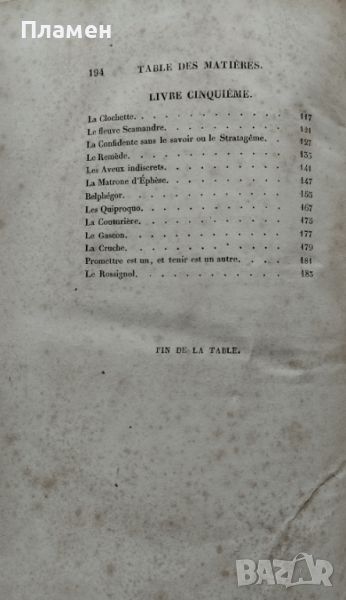 Пламен
194 TABLE DES MATIÈRES.
LIVRE CINQUIÈME.
La Clochette. 117
Le fleuve Scamandre. 121
La Confidente sans le savoir ou le Stratagème. 127
Le Remède. 135
Les Aveux indiscrets. 141
La Matrone d'Éphèse. 147
Belphégor. 155
Les Quiproquo. 167
La Couturière. 175
Le Gascon. 177
La Cruche. 179
Promettre est un, et tenir est un autre. 181
Le Rossignol. 183
FIN DE LA TABLE.
BAZAR